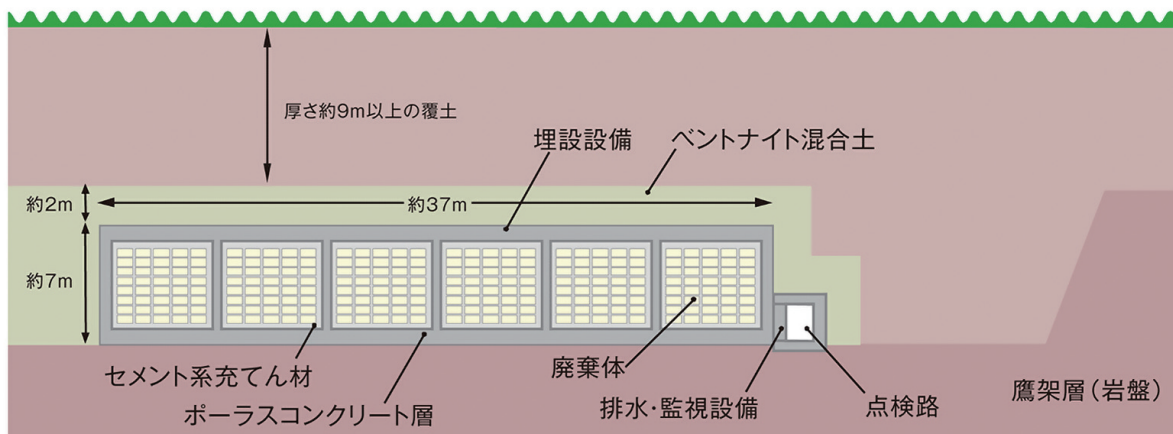 厚さ約9m以上の覆土
埋設設備
ベントナイト混合土
約2m
約37m
約7m
セメント系充てん材
ポーラスコンクリート層
廃棄体
排水・監視設備
点検路
鷹架層（岩盤）